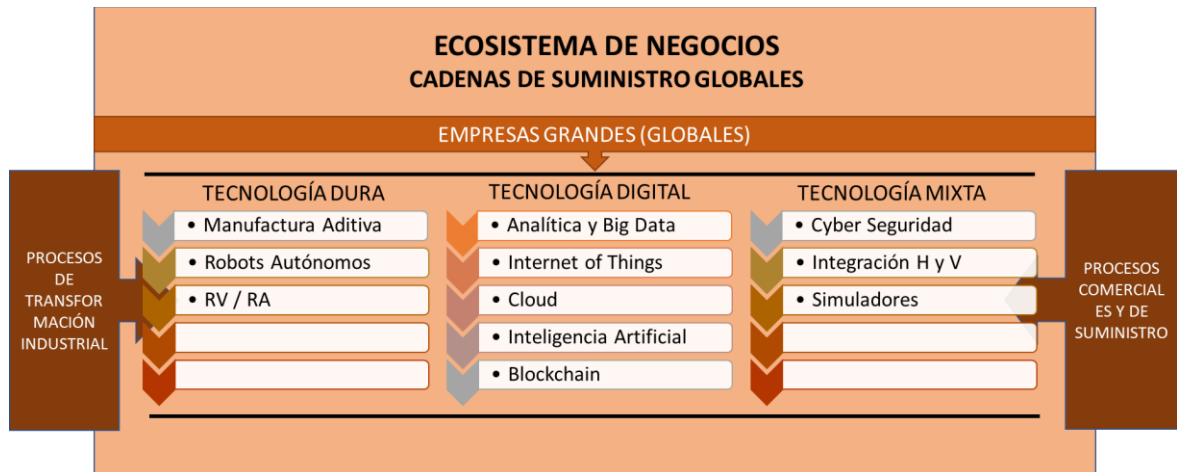 ECOSISTEMA DE NEGOCIOS
CADENAS DE SUMINISTRO GLOBALES
EMPRESAS GRANDES (GLOBALES)
PROCESOS
DE
TRANSFOR
MACIÓN
INDUSTRIAL
TECNOLOGÍA DURA
• Manufactura Aditiva
• Robots Autónomos
• RV / RA
TECNOLOGÍA DIGITAL
• Analítica y Big Data
• Internet of Things
• Cloud
• Inteligencia Artificial
• Blockchain
TECNOLOGÍA MIXTA
• Cyber Seguridad
• Integración H y V
• Simuladores
PROCESOS
COMERCIAL
ES Y DE
SUMINISTRO